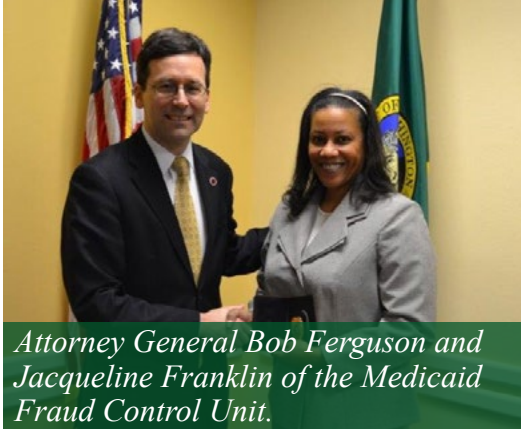 Attorney General Bob Ferguson and
Jacqueline Franklin of the Medicaid
Fraud Control Unit.